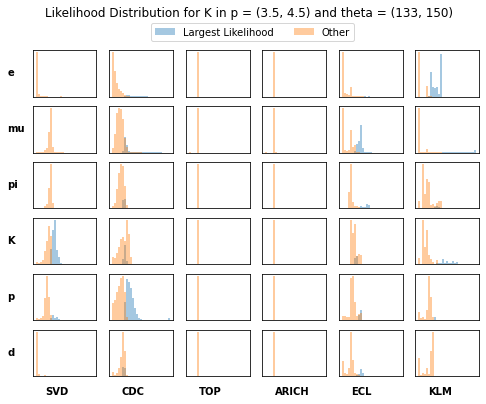 Likelihood Distribution for K in p = (3.5, 4.5) and theta = (133, 150)
Largest Likelihood Other
e
mu
pi
K
p
d
SVD CDC TOP ARICH ECL KLM